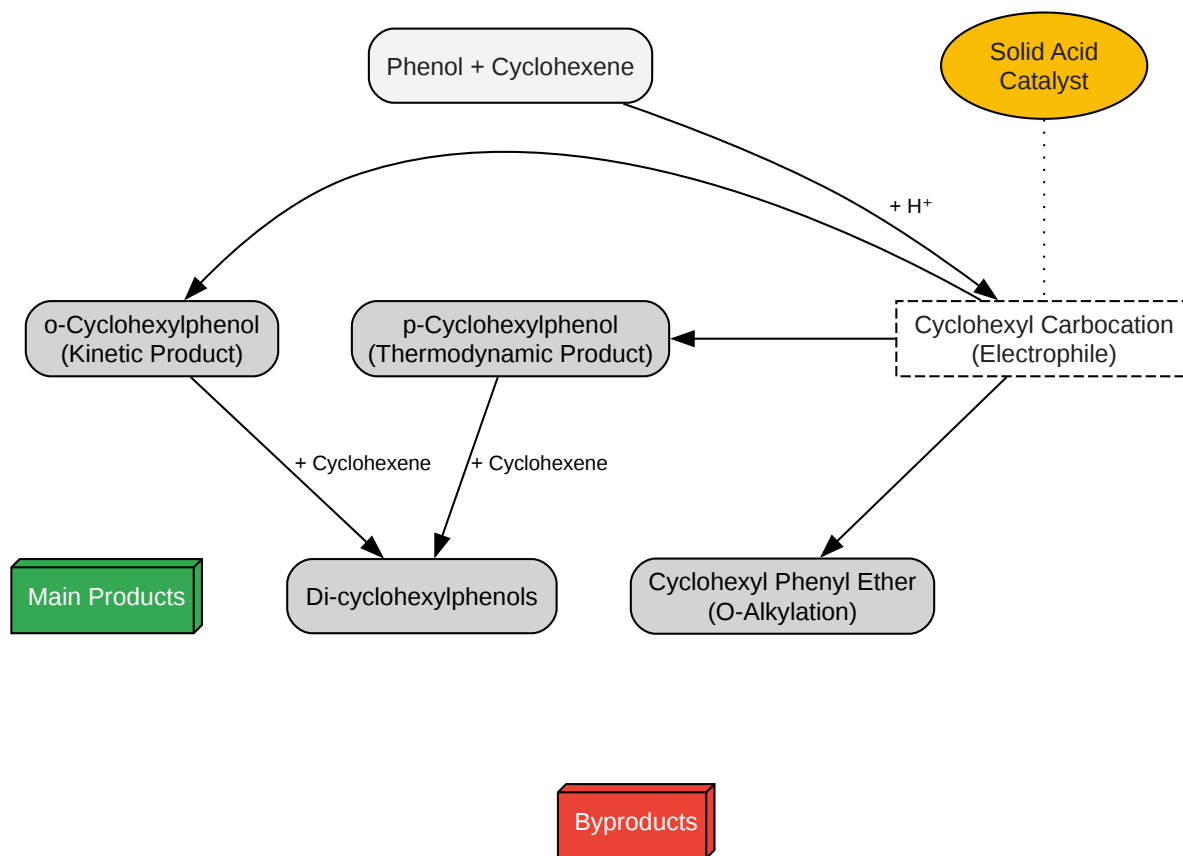 Phenol + Cyclohexene
Solid Acid
Catalyst
+ H⁺
o-Cyclohexylphenol
(Kinetic Product)
p-Cyclohexylphenol
(Thermodynamic Product)
Cyclohexyl Carbocation
(Electrophile)
+ Cyclohexene
+ Cyclohexene
Main Products
Di-cyclohexylphenols
Cyclohexyl Phenyl Ether
(O-Alkylation)
Byproducts